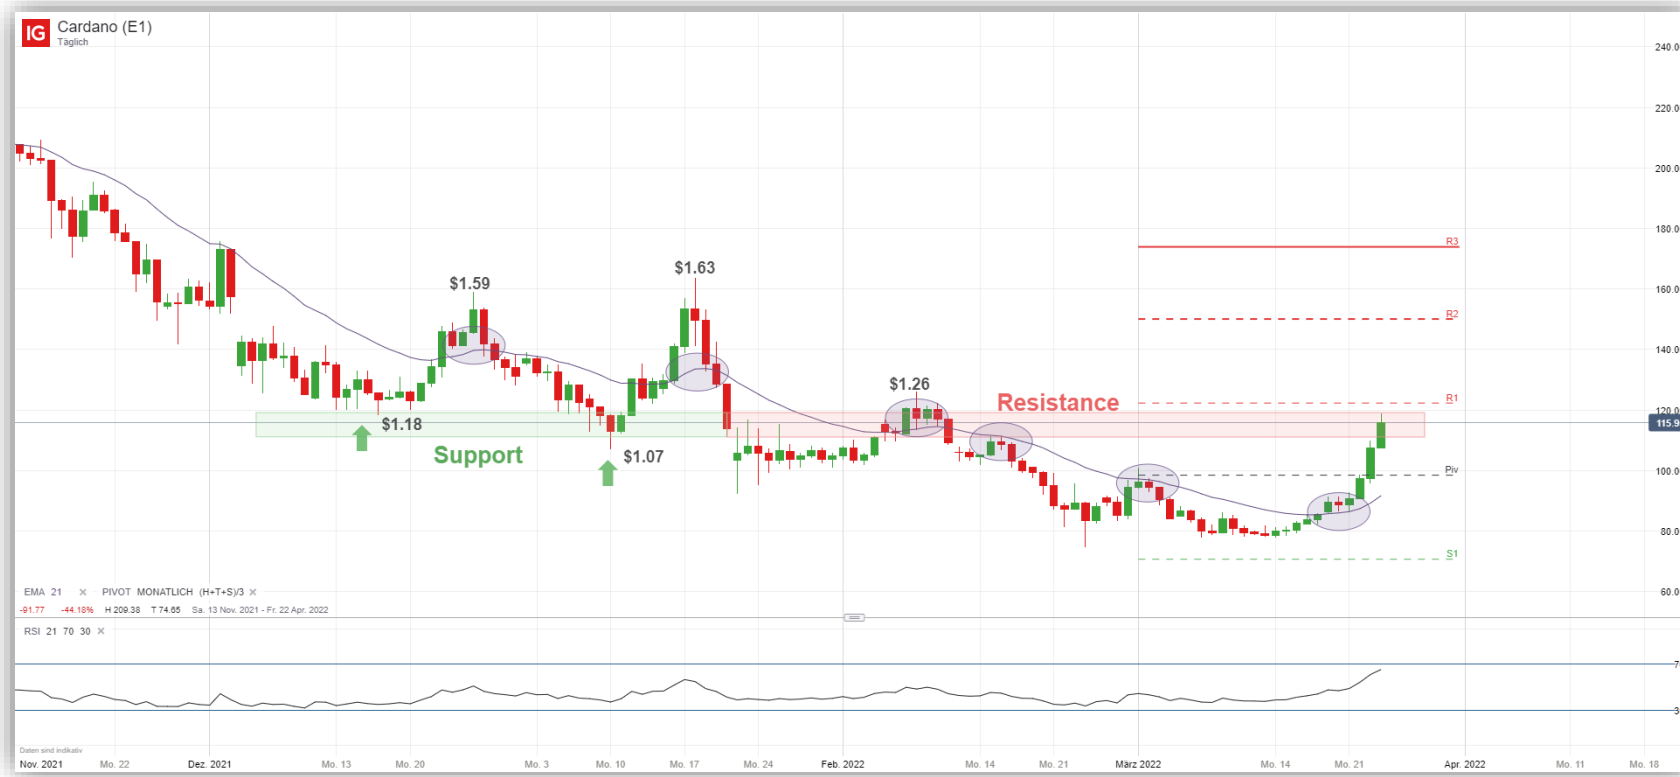 IG Cardano (E1)
Täglich
240.0
220.0
200.0
180.0
R3
$1.63
$1.59
160.0
R2
140.0
$1.26
Resistance
R1
120.0
$1.18
115.9
Support
$1.07
Piv
100.0
80.0
S1
EMA 21 × PIVOT MONATLICH (H+T+S)/3 ×
60.0
-91.77 -44.18% H 209.38 T 74.65 Sa. 13 Nov. 2021 - Fr. 22 Apr. 2022
RSI 21 70 30 ×
7
3
Daten sind indikativ
Nov. 2021 Mo. 22 Dez. 2021 Mo. 13 Mo. 20 Mo. 3 Mo. 10 Mo. 17 Mo. 24 Feb. 2022 Mo. 14 Mo. 21 März 2022 Mo. 14 Mo. 21 Apr. 2022 Mo. 11 Mo. 18